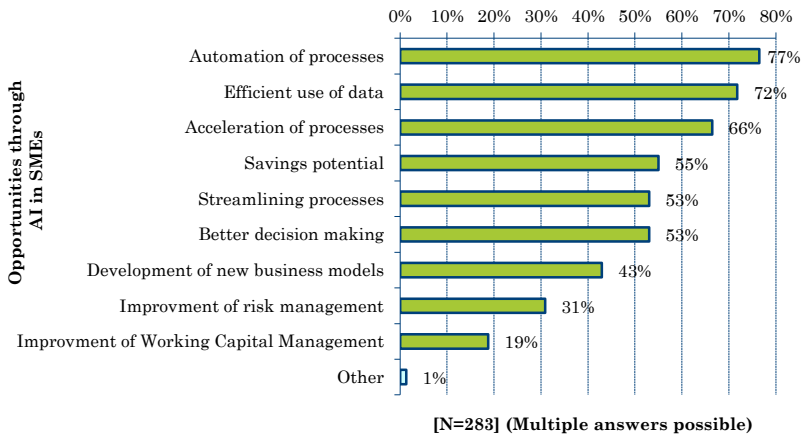 0% 10% 20% 30% 40% 50% 60% 70% 80%
Opportunities through
AI in SMEs
Automation of processes 77%
Efficient use of data 72%
Acceleration of processes 66%
Savings potential 55%
Streamlining processes 53%
Better decision making 53%
Development of new business models 43%
Improvment of risk management 31%
Improvment of Working Capital Management 19%
Other 1%
[N=283] (Multiple answers possible)